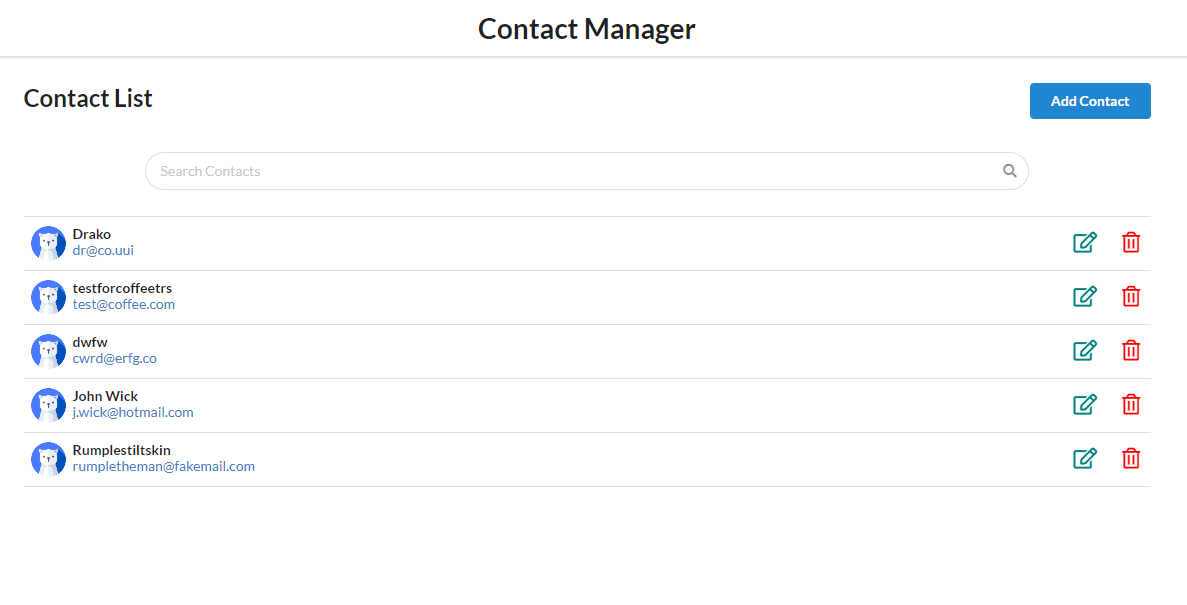 Contact Manager
Contact List
Add Contact
Search Contacts
Drako
dr@co.uui
testforcoffeetrs
test@coffee.com
dwfw
cwrd@erfg.co
John Wick
j.wick@hotmail.com
Rumplestiltskin
rumpletheman@fakemail.com